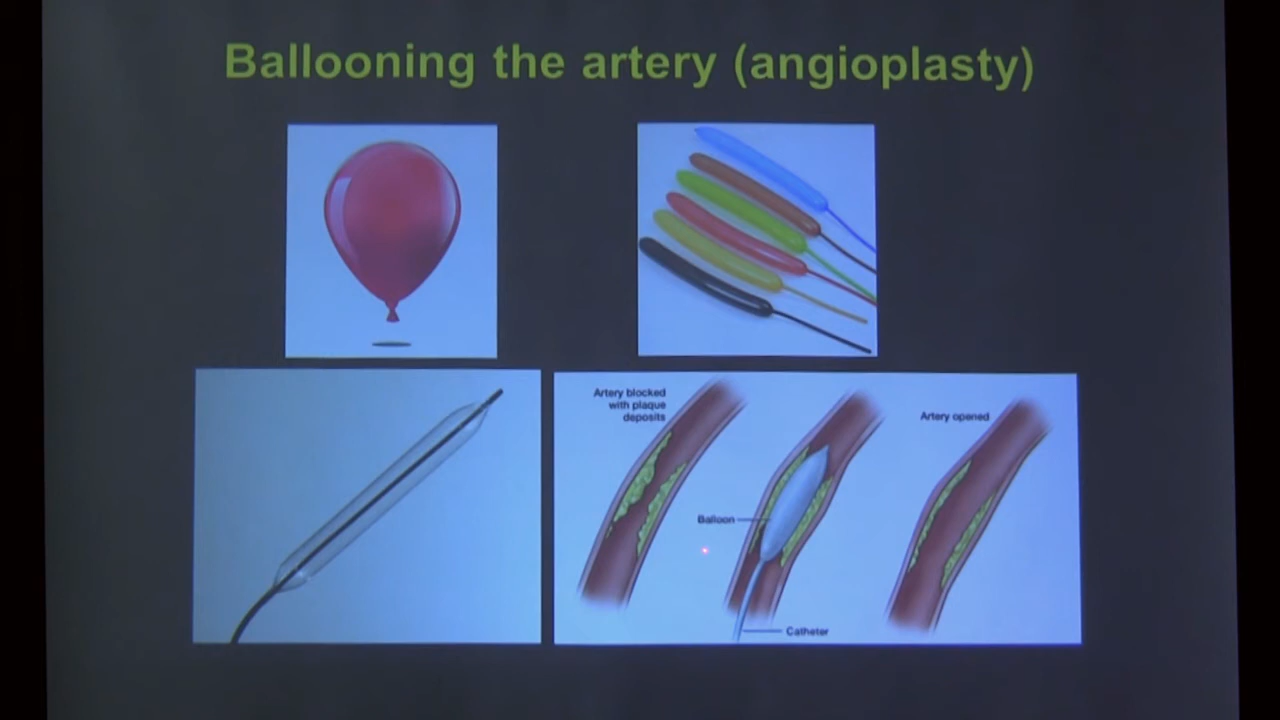 Ballooning the artery (angioplasty)
Artery blocked
with plaque
deposits
Artery opened
Balloon
Catheter